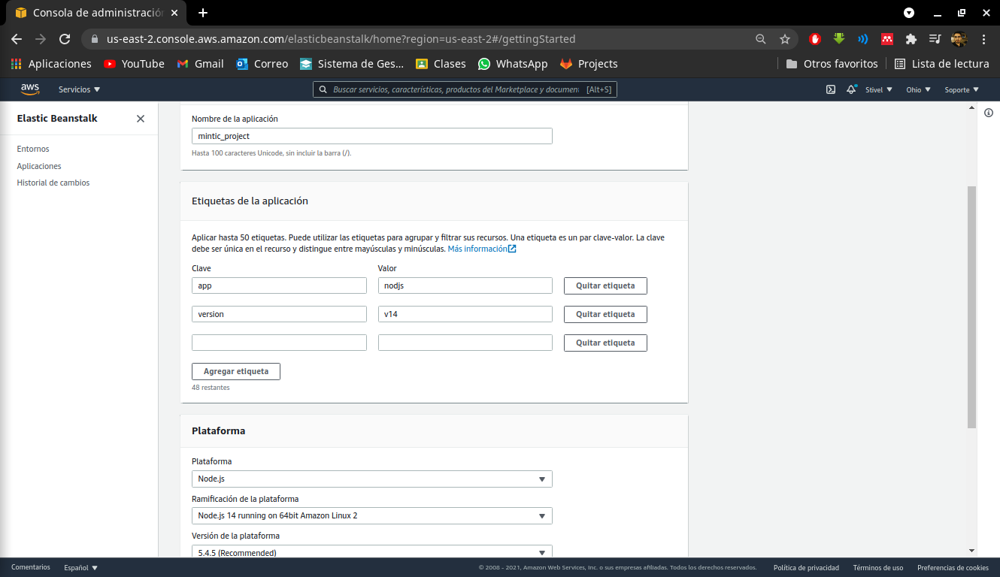 Consola de administración
us-east-2.console.aws.amazon.com/elasticbeanstalk/home?region=us-east-2#/gettingStarted
Aplicaciones YouTube Gmail Correo Sistema de Ges... Clases WhatsApp Projects Otros favoritos Lista de lectura
aws Servicios Buscar servicios, características, productos del Marketplace y document [Alt+S] Stivel Ohio Soporte
Elastic Beanstalk
Entornos
Aplicaciones
Historial de cambios
Nombre de la aplicación
mintic_project
Hasta 100 caracteres Unicode, sin incluir la barra (/).
Etiquetas de la aplicación
Aplicar hasta 50 etiquetas. Puede utilizar las etiquetas para agrupar y filtrar sus recursos. Una etiqueta es un par clave-valor. La clave
debe ser única en el recurso y distingue entre mayúsculas y minúsculas. Más información
Clave Valor
app nodjs Quitar etiqueta
version v14 Quitar etiqueta
Quitar etiqueta
Agregar etiqueta
48 restantes
Plataforma
Plataforma
Node.js
Ramificación de la plataforma
Node.js 14 running on 64bit Amazon Linux 2
Versión de la plataforma
5.4.5 (Recommended)
Comentarios Español © 2008 - 2021, Amazon Web Services, Inc. o sus empresas afiliadas. Todos los derechos reservados. Política de privacidad Términos de uso Preferencias de cookies